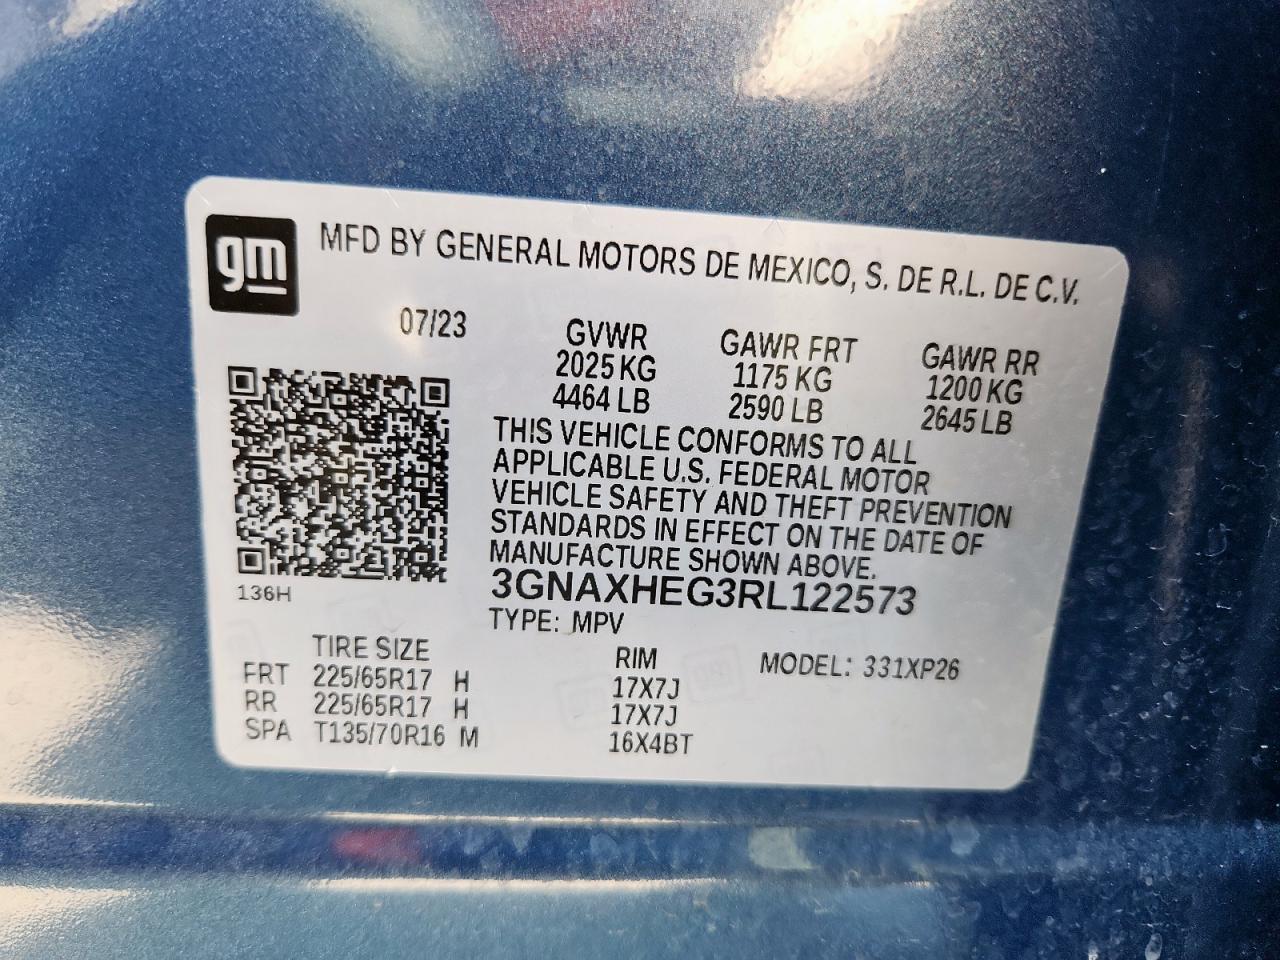 gm
MFD BY GENERAL MOTORS DE MEXICO, S. DE R.L. DE C.V.
07/23 GVWR GAWR FRT GAWR RR
2025 KG 1175 KG 1200 KG
4464 LB 2590 LB 2645 LB
THIS VEHICLE CONFORMS TO ALL
APPLICABLE U.S. FEDERAL MOTOR
VEHICLE SAFETY AND THEFT PREVENTION
STANDARDS IN EFFECT ON THE DATE OF
MANUFACTURE SHOWN ABOVE.
136H
3GNAXHEG3RL122573
TYPE: MPV
TIRE SIZE RIM MODEL: 331XP26
FRT 225/65R17 H 17X7J
RR 225/65R17 H 17X7J
SPA T135/70R16 M 16X4BT